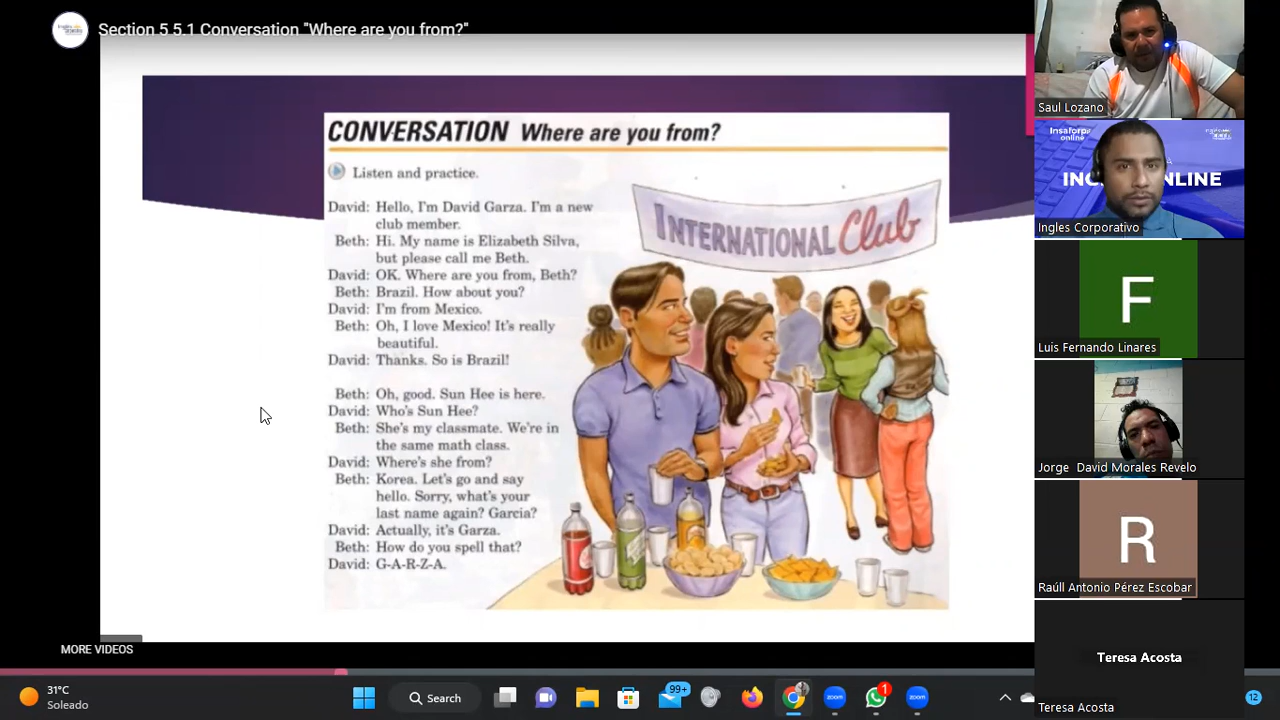 Section 5 5.1 Conversation "Where are you from?"
CONVERSATION Where are you from?
Listen and practice.
David: Hello, I'm David Garza. I'm a new
club member.
Beth: Hi. My name is Elizabeth Silva,
but please call me Beth.
David: OK. Where are you from, Beth?
Beth: Brazil. How about you?
David: I'm from Mexico.
Beth: Oh, I love Mexico! It's really
beautiful.
David: Thanks. So is Brazil!
Beth: Oh, good. Sun Hee is here.
David: Who's Sun Hee?
Beth: She's my classmate. We're in
the same math class.
David: Where's she from?
Beth: Korea. Let's go and say
hello. Sorry, what's your
last name again? Garcia?
David: Actually, it's Garza.
Beth: How do you spell that?
David: G-A-R-Z-A.
INTERNATIONAL Club
MORE VIDEOS
Saul Lozano
Insaforp
online
Ingles Corporativo
F
Luis Fernando Linares
Jorge David Morales Revelo
R
Raúll Antonio Pérez Escobar
Teresa Acosta
Teresa Acosta
31°C
Soleado
Search
99+
1
12